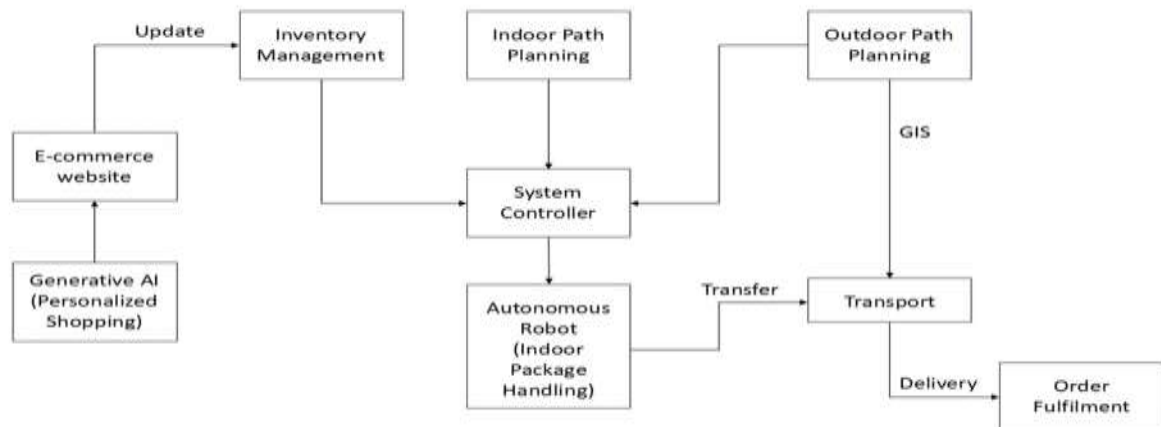 Update
Inventory
Management
Indoor Path
Planning
Outdoor Path
Planning
GIS
E-commerce
website
System
Controller
Generative AI
(Personalized
Shopping)
Autonomous
Robot
(Indoor
Package
Handling)
Transfer
Transport
Delivery
Order
Fulfilment